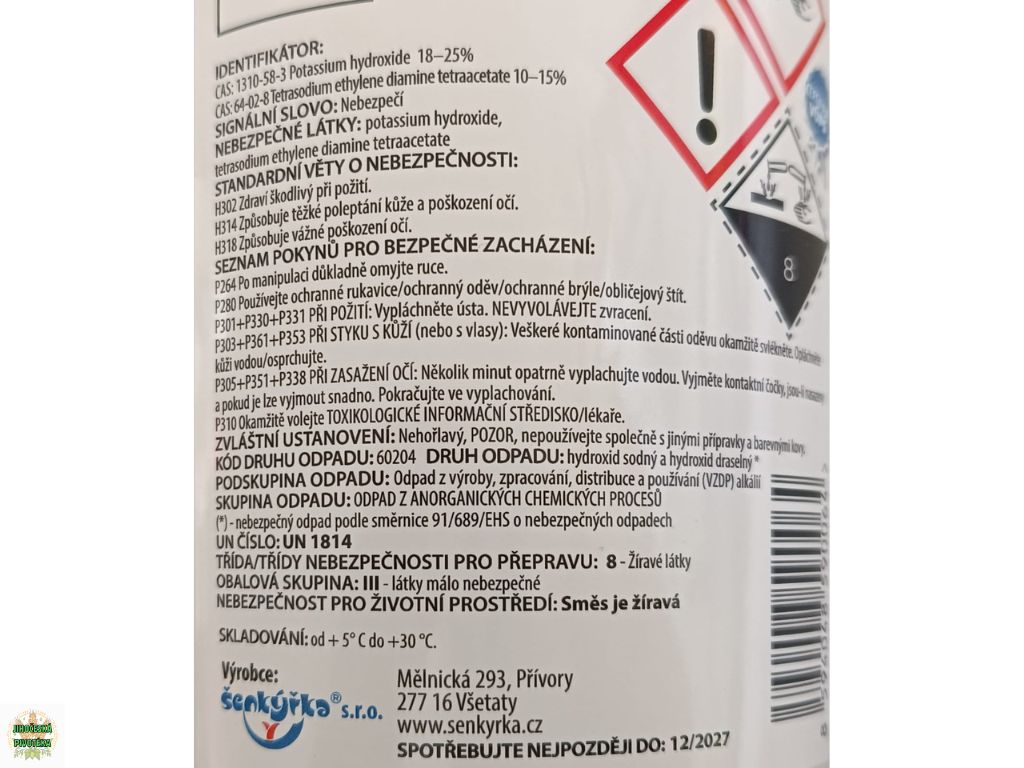 IDENTIFIKÁTOR:
CAS: 1310-58-3 Potassium hydroxide 18–25%
CAS: 64-02-8 Tetrasodium ethylene diamine tetraacetate 10–15%
SIGNÁLNÍ SLOVO: Nebezpečí
NEBEZPEČNÉ LÁTKY: potassium hydroxide,
tetrasodium ethylene diamine tetraacetate
STANDARDNÍ VĚTY O NEBEZPEČNOSTI:
H302 Zdraví škodlivý při požití.
H314 Způsobuje těžké poleptání kůže a poškození očí.
H318 Způsobuje vážné poškození očí.
SEZNAM POKYNŮ PRO BEZPEČNÉ ZACHÁZENÍ:
P264 Po manipulaci důkladně omyjte ruce.
P280 Používejte ochranné rukavice/ochranný oděv/ochranné brýle/obličejový štít.
P301+P330+P331 PŘI POŽITÍ: Vypláchněte ústa. NEVYVOLÁVEJTE zvracení.
P303+P361+P353 PŘI STYKU S KŮŽÍ (nebo s vlasy): Veškeré kontaminované části oděvu okamžitě svlékněte. Opláchněte
kůži vodou/osprchujte.
P305+P351+P338 PŘI ZASAŽENÍ OČÍ: Několik minut opatrně vyplachujte vodou. Vyjměte kontaktní čočky, jsou-li nasazeny
a pokud je lze vyjmout snadno. Pokračujte ve vyplachování.
P310 Okamžitě volejte TOXIKOLOGICKÉ INFORMAČNÍ STŘEDISKO/lékaře.
ZVLÁŠTNÍ USTANOVENÍ: Nehořlavý, POZOR, nepoužívejte společně s jinými přípravky a barevnými kovy.
KÓD DRUHU ODPADU: 60204 DRUH ODPADU: hydroxid sodný a hydroxid draselný *
PODSKUPINA ODPADU: Odpad z výroby, zpracování, distribuce a používání (VZDP) alkálií
SKUPINA ODPADU: ODPAD Z ANORGANICKÝCH CHEMICKÝCH PROCESŮ
(*) - nebezpečný odpad podle směrnice 91/689/EHS o nebezpečných odpadech
UN ČÍSLO: UN 1814
TŘÍDA/TŘÍDY NEBEZPEČNOSTI PRO PŘEPRAVU: 8 - Žíravé látky
OBALOVÁ SKUPINA: III - látky málo nebezpečné
NEBEZPEČNOST PRO ŽIVOTNÍ PROSTŘEDÍ: Směs je žíravá
SKLADOVÁNÍ: od + 5° C do +30 °C.
Výrobce:
šenkýřka® s.r.o.
Mělnická 293, Přívory
277 16 Všetaty
www.senkyrka.cz
SPOTŘEBUJTE NEJPOZDĚJI DO: 12/2027
8
JIHOČESKÁ
PIVOTÉKA